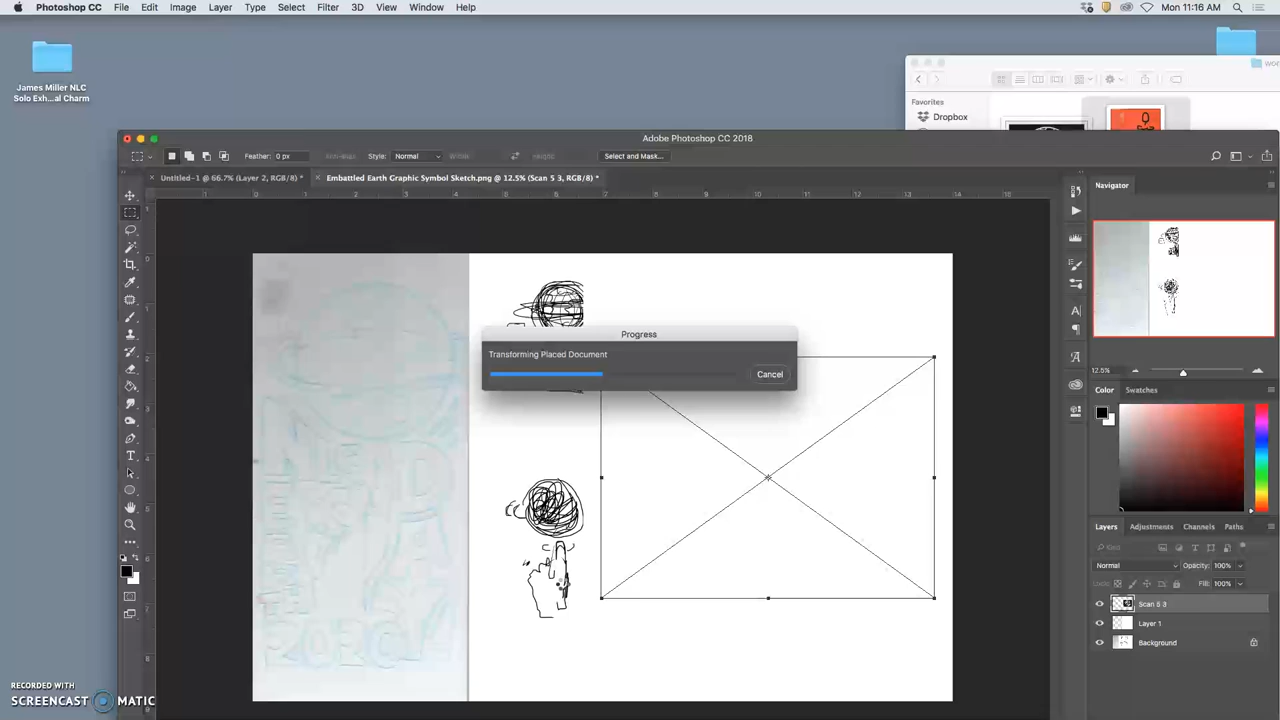 Photoshop CC File Edit Image Layer Type Select Filter 3D View Window Help Mon 11:16 AM
James Miller NLC
Solo Exh...al Charm
Favorites
Dropbox
Adobe Photoshop CC 2018
Feather: 0 px Anti-alias Style: Normal Width: Height: Select and Mask...
Untitled-1 @ 66.7% (Layer 2, RGB/8) * Embattled Earth Graphic Symbol Sketch.png @ 12.5% (Scan 5 3, RGB/8) *
Navigator
Progress
Transforming Placed Document
Cancel
12.5%
Color Swatches
Layers Adjustments Channels Paths
Kind
Normal Opacity: 100%
Lock: Fill: 100%
Scan 5 3
Layer 1
Background
RECORDED WITH
SCREENCAST MATIC